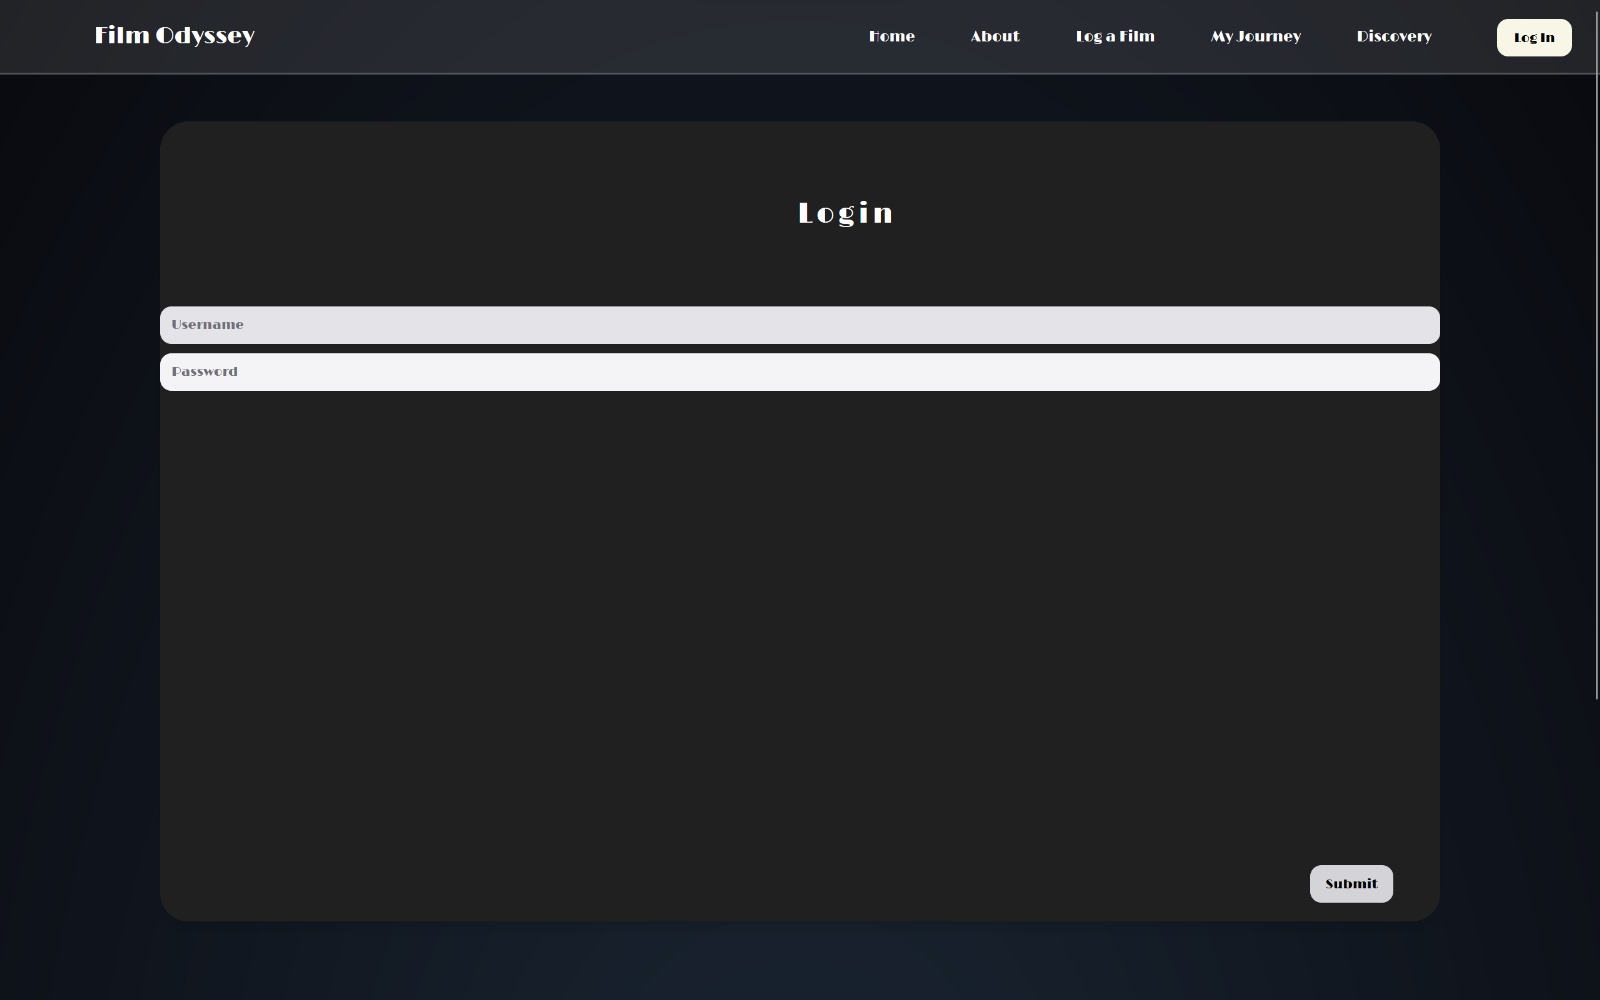 Film Odyssey
Home About Log a Film My Journey Discovery Log In
Login
Username
Password
Submit